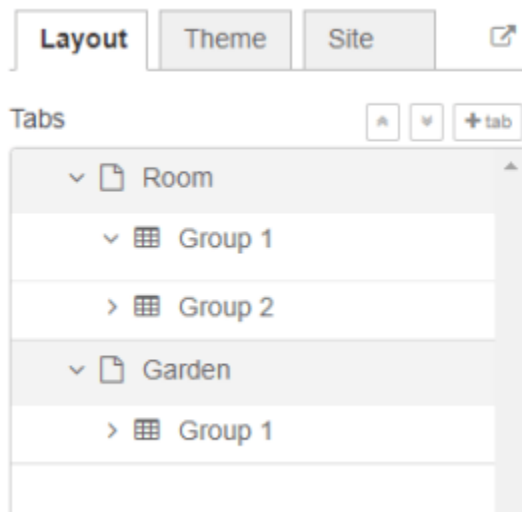 Layout Theme Site
Tabs + tab
Room
Group 1
Group 2
Garden
Group 1